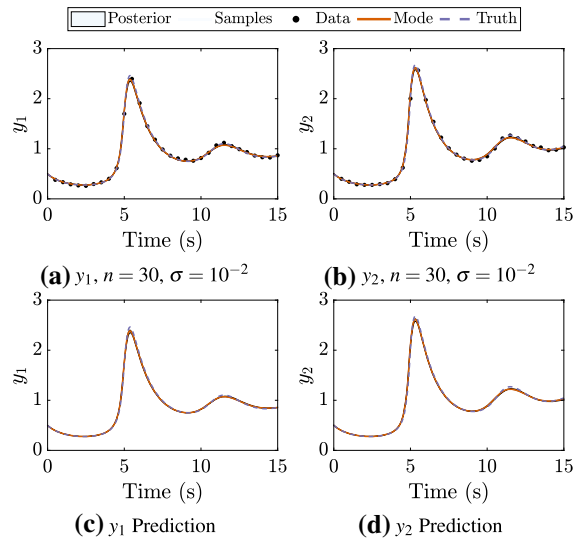 Posterior Samples Data Mode Truth
3 2 1 0
y₁
0 5 10 15
Time (s)
(a) y₁, n = 30, σ = 10⁻²
3 2 1 0
y₂
0 5 10 15
Time (s)
(b) y₂, n = 30, σ = 10⁻²
3 2 1 0
y₁
0 5 10 15
Time (s)
(c) y₁ Prediction
3 2 1 0
y₂
0 5 10 15
Time (s)
(d) y₂ Prediction